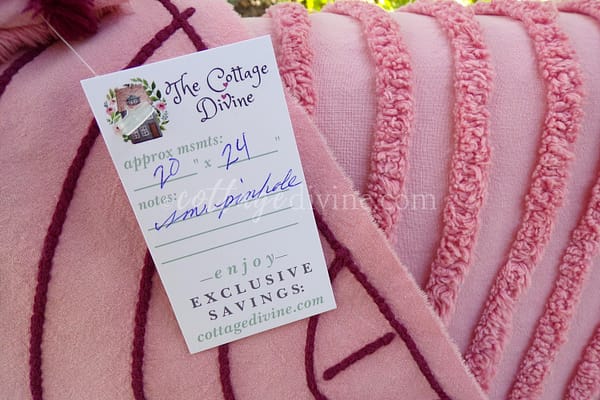 The Cottage
Divine
approx msmts:
20 " x 24 "
notes:
sm. pinhole
cottagedivine.com
—enjoy—
EXCLUSIVE
SAVINGS:
cottagedivine.com